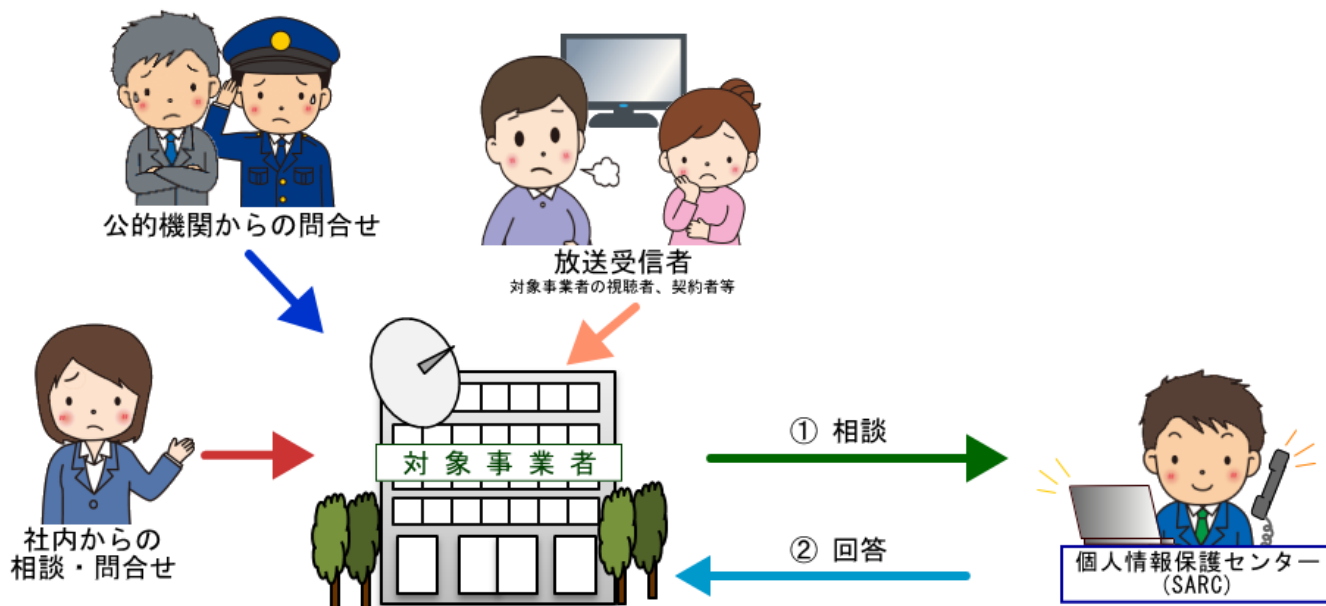 公的機関からの問合せ
放送受信者
対象事業者の視聴者、契約者等
社内からの
相談・問合せ
対象事業者
① 相談
② 回答
個人情報保護センター
(SARC)